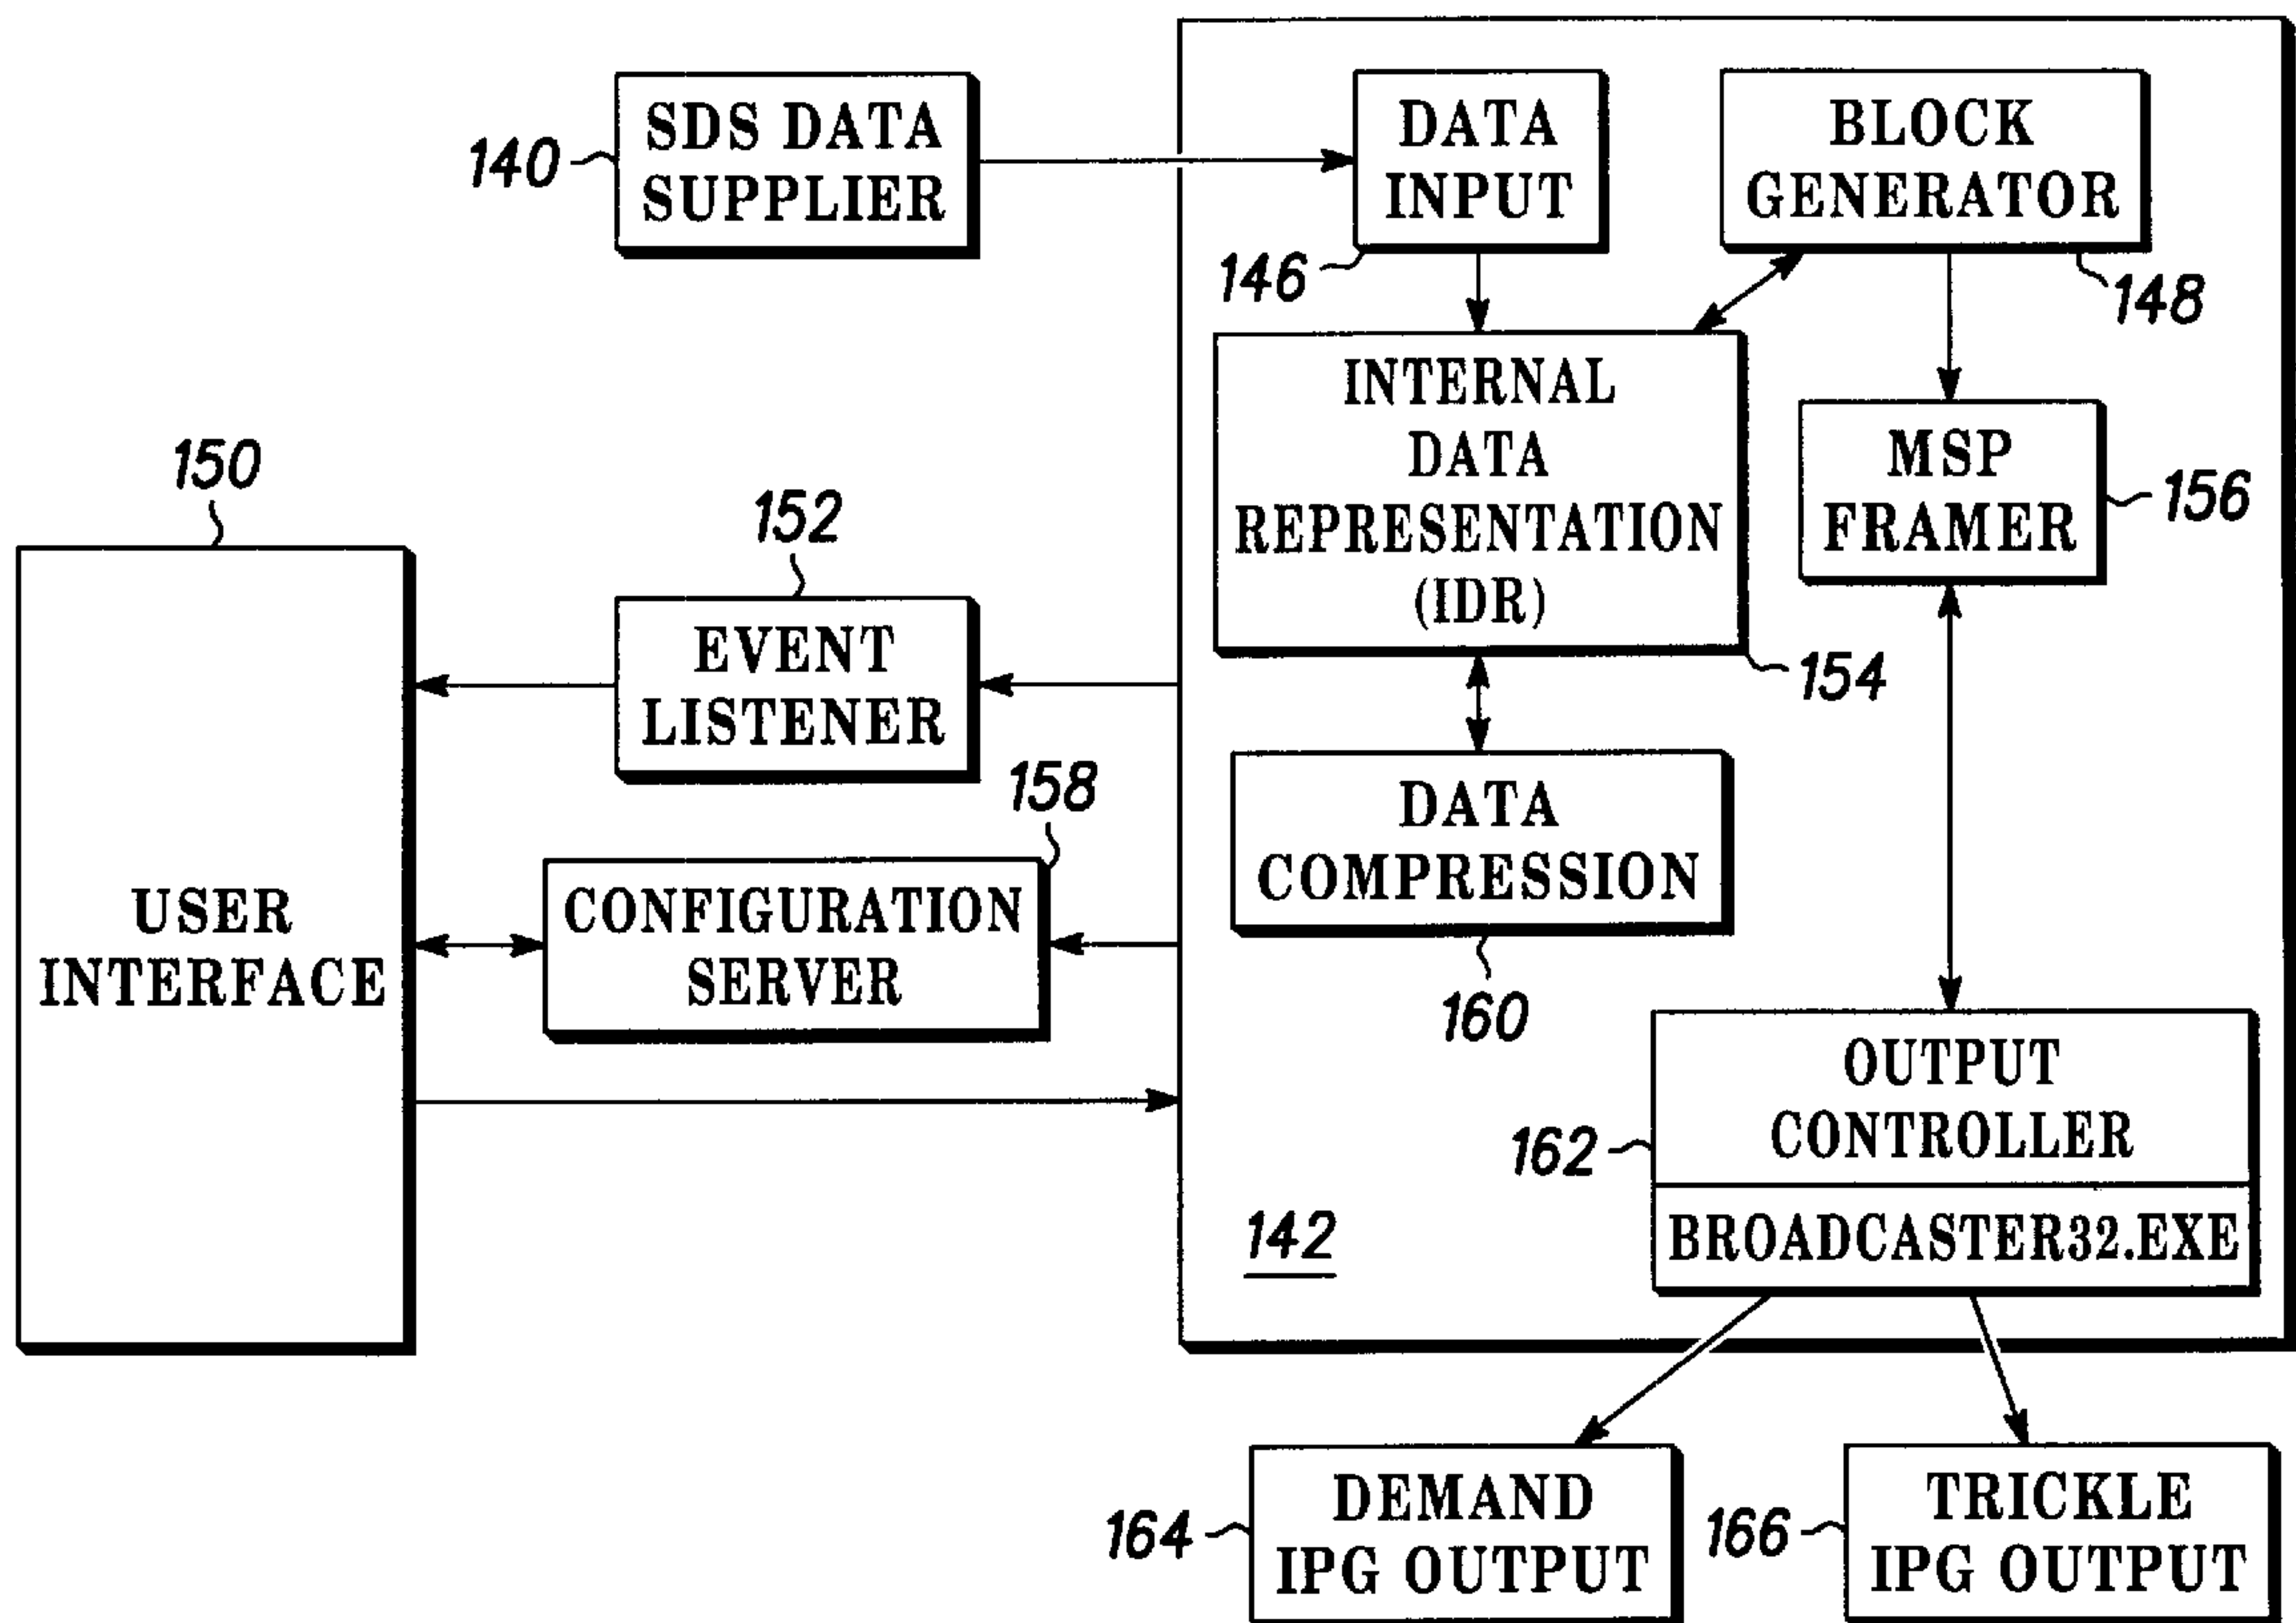 140
SDS DATA
SUPPLIER
DATA
INPUT
146
BLOCK
GENERATOR
148
INTERNAL
DATA
REPRESENTATION
(IDR)
154
MSP
FRAMER
156
150
USER
INTERFACE
152
EVENT
LISTENER
158
CONFIGURATION
SERVER
DATA
COMPRESSION
160
162
OUTPUT
CONTROLLER
BROADCASTER32.EXE
142
164
DEMAND
IPG OUTPUT
166
TRICKLE
IPG OUTPUT